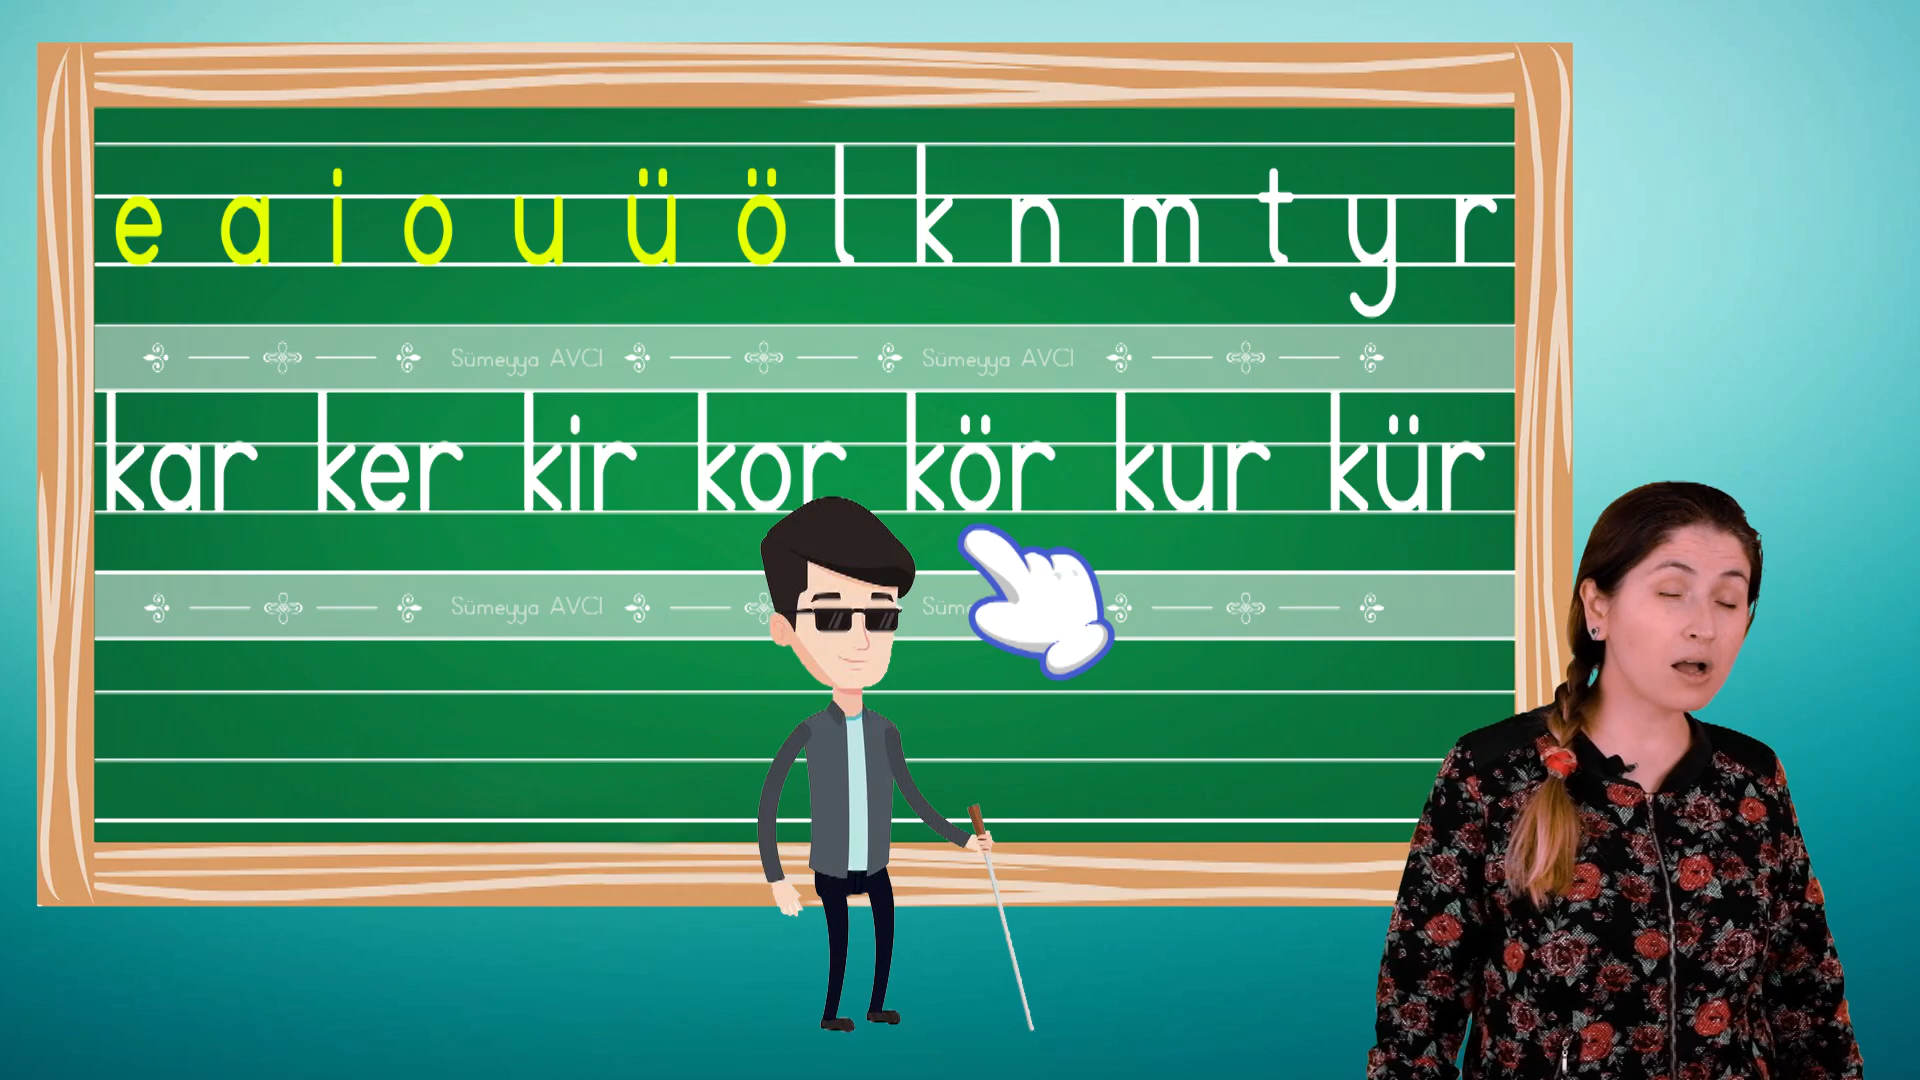 e a i o u ü ö l k n m t y r
Sümeyya AVCI Sümeyya AVCI
kar ker kir kor kör kur kür
Sümeyya AVCI